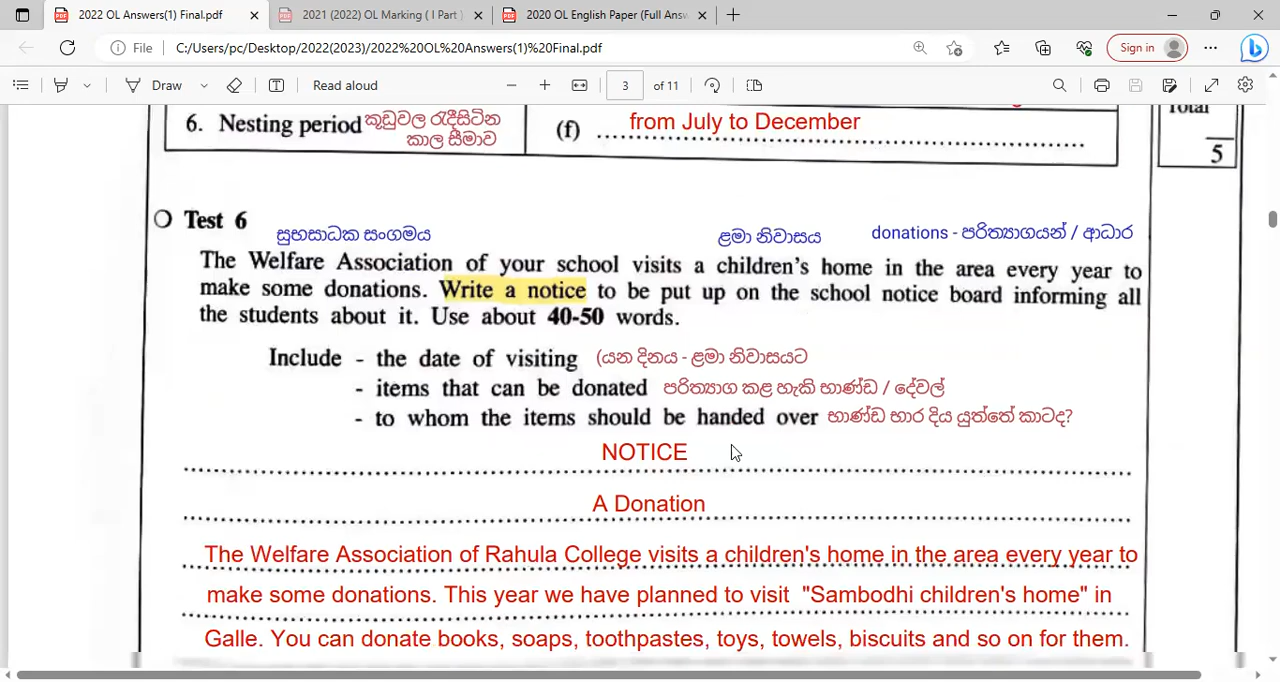 2022 OL Answers(1) Final.pdf
2021 (2022) OL Marking ( I Part )
2020 OL English Paper (Full Answ
File
C:/Users/pc/Desktop/2022(2023)/2022%20OL%20Answers(1)%20Final.pdf
Sign in
Draw
Read aloud
3 of 11
Total
5
6. Nesting period කූඩුවල රැදීසිටින
කාල සීමාව
(f) from July to December
Test 6
සුභසාධක සංගමය
ළමා නිවාසය
donations - පරිත්‍යාගයන් / ආධාර
The Welfare Association of your school visits a children's home in the area every year to
make some donations. Write a notice to be put up on the school notice board informing all
the students about it. Use about 40-50 words.
Include - the date of visiting (යන දිනය - ළමා නිවාසයට
- items that can be donated පරිත්‍යාග කළ හැකි භාණ්ඩ / දේවල්
- to whom the items should be handed over භාණ්ඩ භාර දිය යුත්තේ කාටද?
NOTICE
A Donation
The Welfare Association of Rahula College visits a children's home in the area every year to
make some donations. This year we have planned to visit "Sambodhi children's home" in
Galle. You can donate books, soaps, toothpastes, toys, towels, biscuits and so on for them.